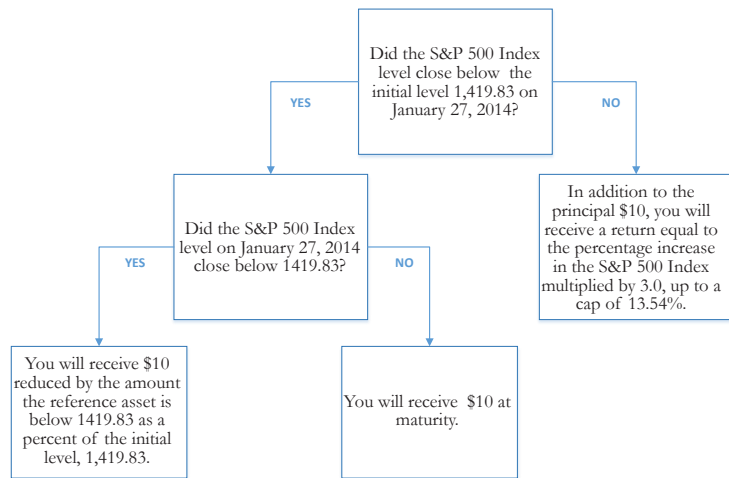 Did the S&P 500 Index
level close below the
initial level 1,419.83 on
January 27, 2014?
YES
NO
Did the S&P 500 Index
level on January 27, 2014
close below 1419.83?
In addition to the
principal $10, you will
receive a return equal to
the percentage increase
in the S&P 500 Index
multiplied by 3.0, up to a
cap of 13.54%.
YES
NO
You will receive $10
reduced by the amount
the reference asset is
below 1419.83 as a
percent of the initial
level, 1,419.83.
You will receive $10 at
maturity.